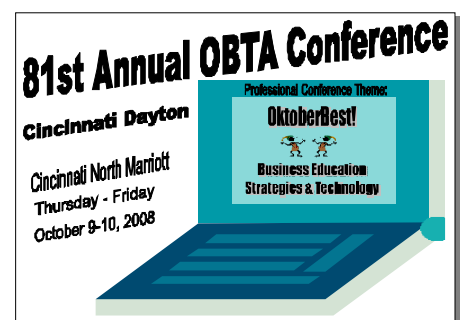 81st Annual OBTA Conference
Cincinnati Dayton
Cincinnati North Marriott
Thursday - Friday
October 9-10, 2008
Professional Conference Theme:
OktoberBest!
Business Education
Strategies & Technology